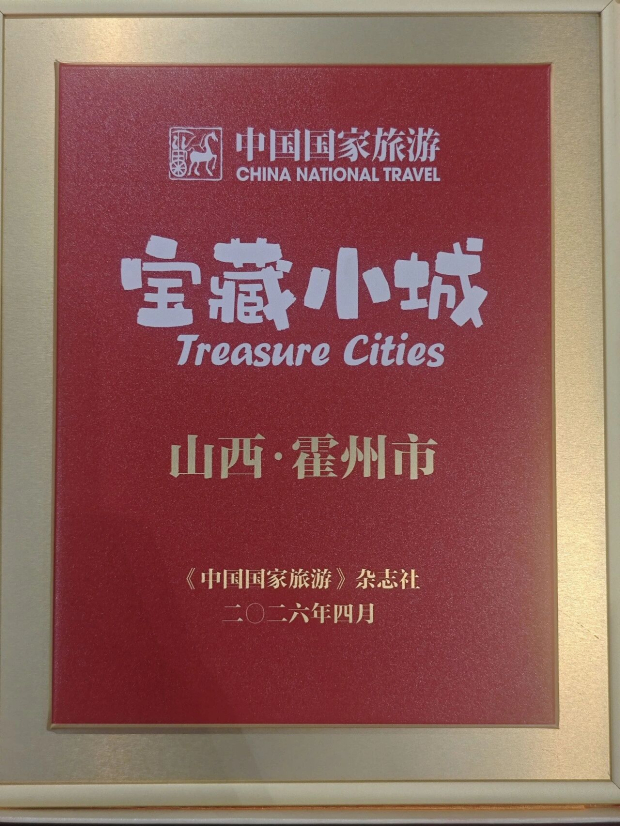 中国国家旅游
CHINA NATIONAL TRAVEL
宝藏小城
Treasure Cities
山西·霍州市
《中国国家旅游》杂志社
二〇二六年四月